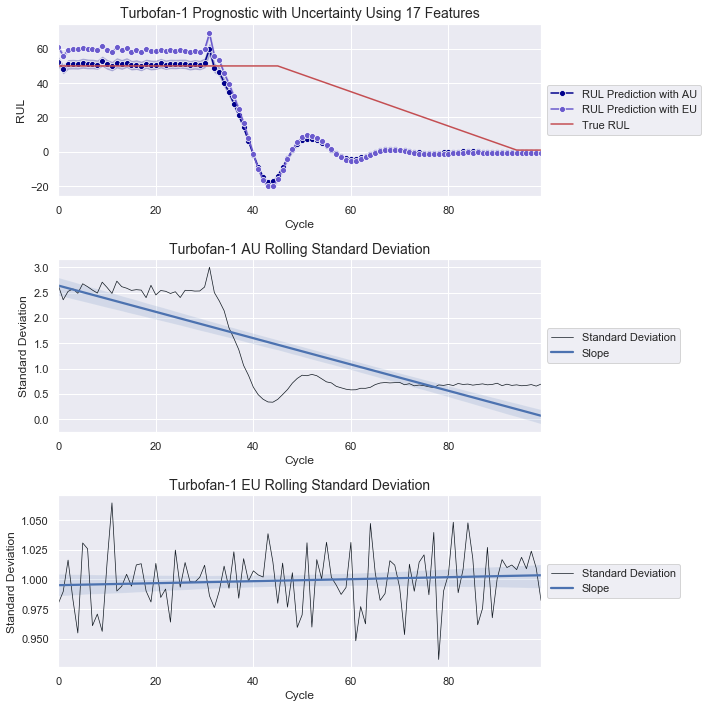 Turbofan-1 Prognostic with Uncertainty Using 17 Features
60
40
20
0
−20
RUL
0 20 40 60 80
Cycle
RUL Prediction with AU
RUL Prediction with EU
True RUL
Turbofan-1 AU Rolling Standard Deviation
3.0
2.5
2.0
1.5
1.0
0.5
0.0
Standard Deviation
0 20 40 60 80
Cycle
Standard Deviation
Slope
Turbofan-1 EU Rolling Standard Deviation
1.050
1.025
1.000
0.975
0.950
Standard Deviation
0 20 40 60 80
Cycle
Standard Deviation
Slope